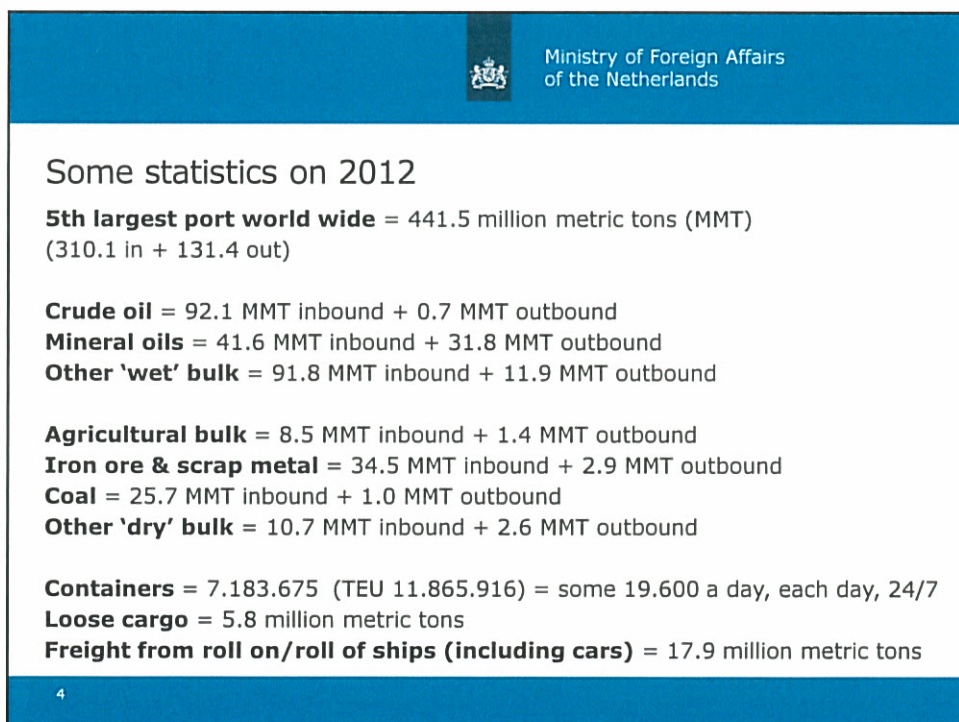 Ministry of Foreign Affairs
of the Netherlands
Some statistics on 2012
5th largest port world wide = 441.5 million metric tons (MMT)
(310.1 in + 131.4 out)
Crude oil = 92.1 MMT inbound + 0.7 MMT outbound
Mineral oils = 41.6 MMT inbound + 31.8 MMT outbound
Other ‘wet’ bulk = 91.8 MMT inbound + 11.9 MMT outbound
Agricultural bulk = 8.5 MMT inbound + 1.4 MMT outbound
Iron ore & scrap metal = 34.5 MMT inbound + 2.9 MMT outbound
Coal = 25.7 MMT inbound + 1.0 MMT outbound
Other ‘dry’ bulk = 10.7 MMT inbound + 2.6 MMT outbound
Containers = 7.183.675 (TEU 11.865.916) = some 19.600 a day, each day, 24/7
Loose cargo = 5.8 million metric tons
Freight from roll on/roll of ships (including cars) = 17.9 million metric tons
4